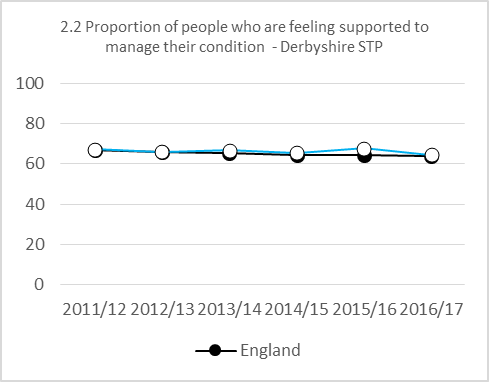 2.2 Proportion of people who are feeling supported to
manage their condition - Derbyshire STP
100
80
60
40
20
0
2011/12 2012/13 2013/14 2014/15 2015/16 2016/17
England